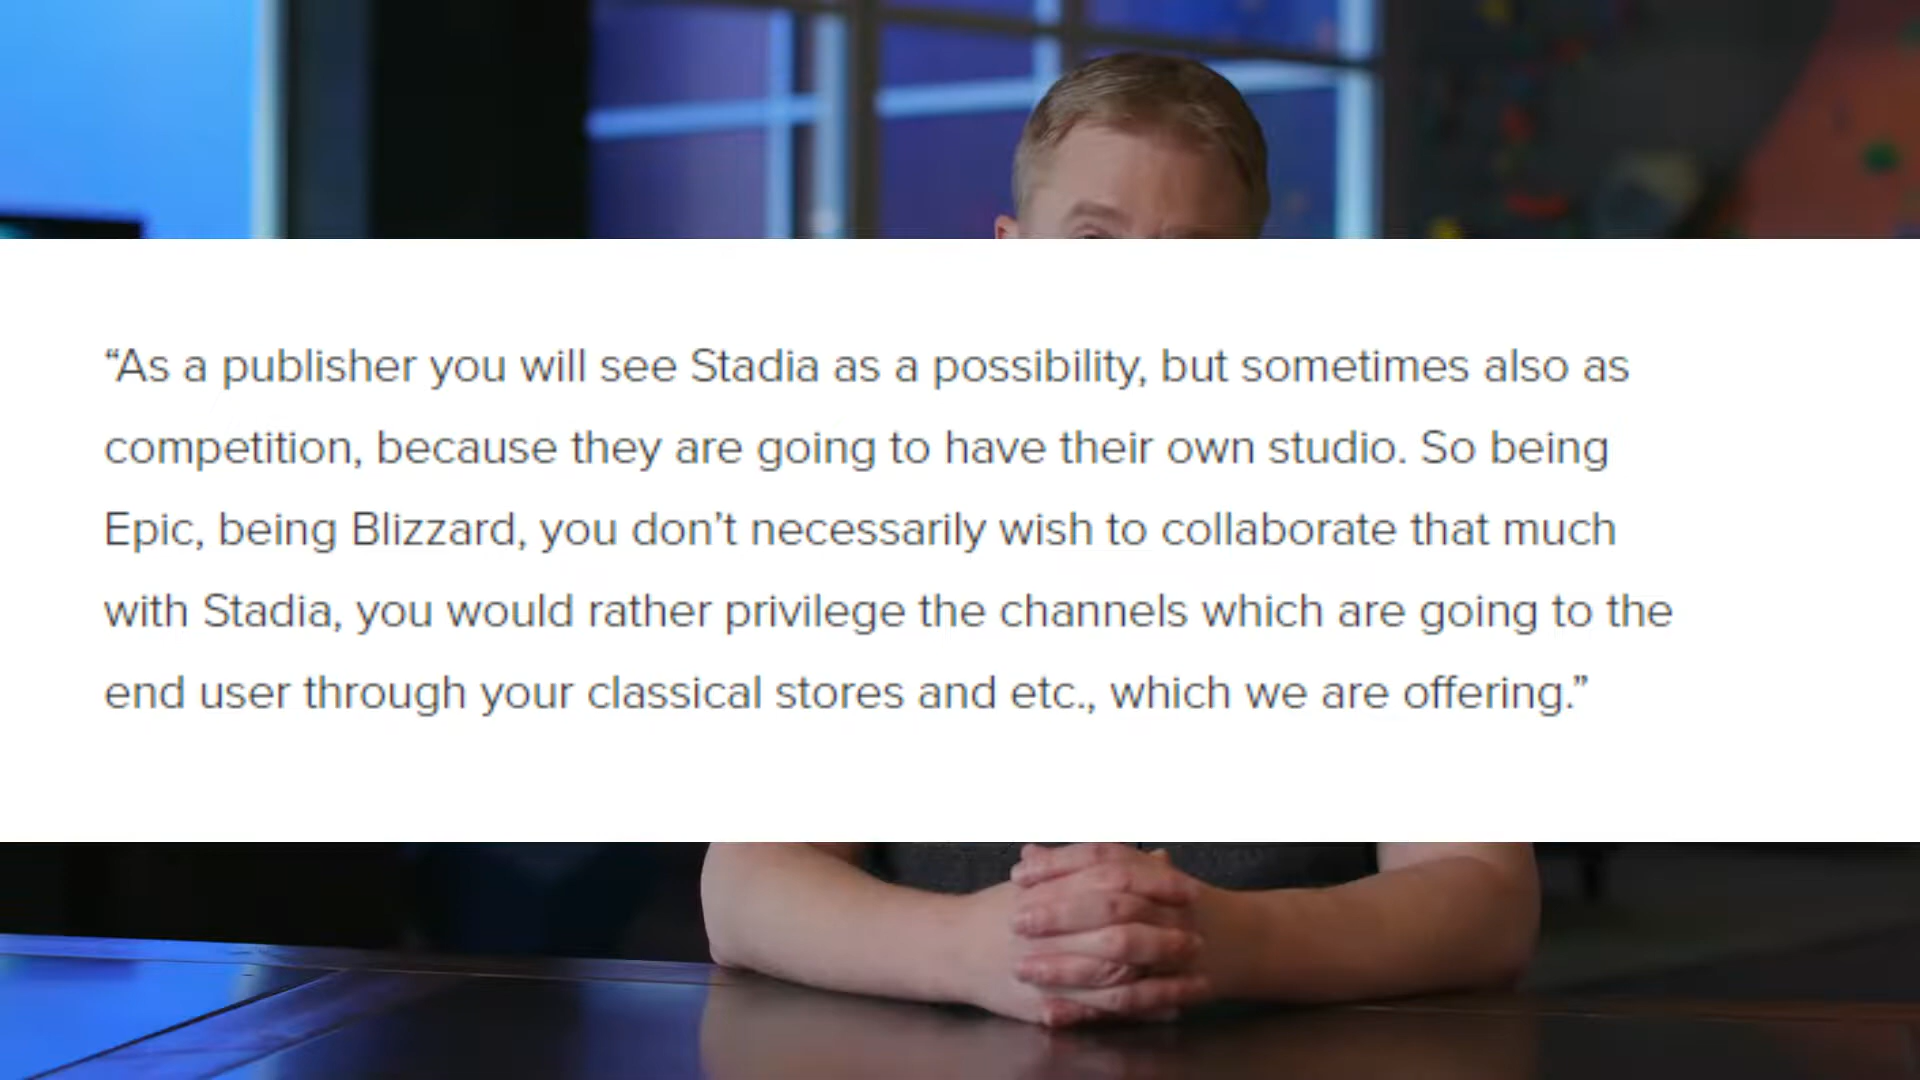 “As a publisher you will see Stadia as a possibility, but sometimes also as
competition, because they are going to have their own studio. So being
Epic, being Blizzard, you don’t necessarily wish to collaborate that much
with Stadia, you would rather privilege the channels which are going to the
end user through your classical stores and etc., which we are offering.”